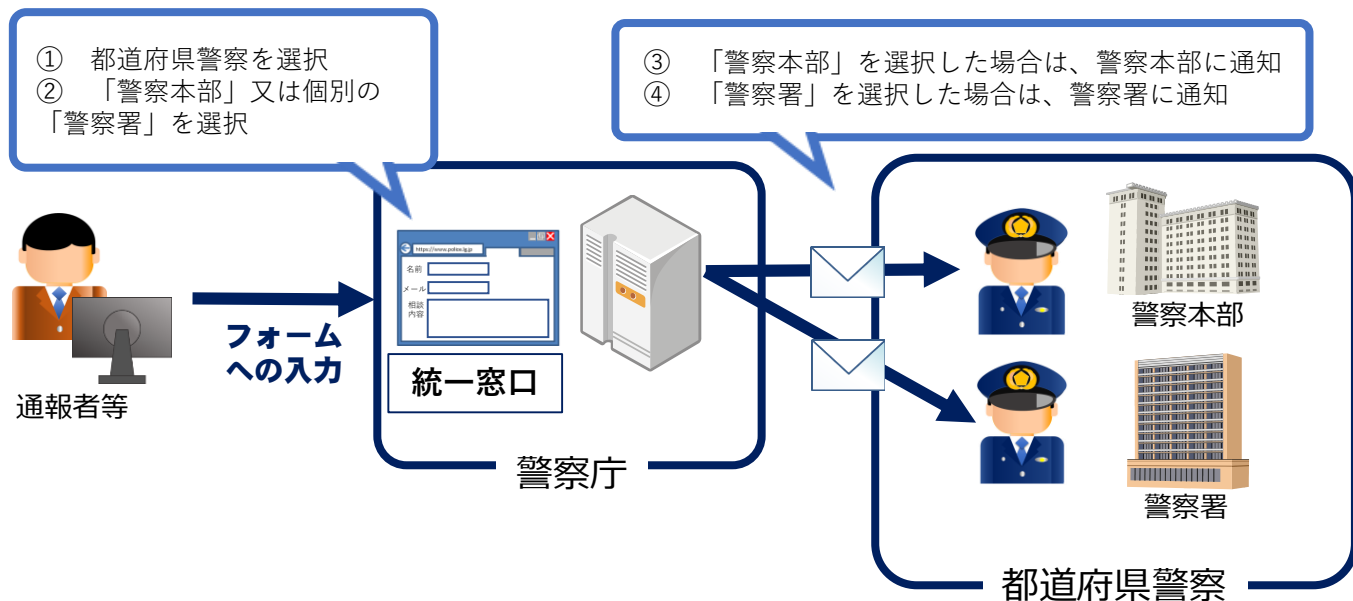 ① 都道府県警察を選択
② 「警察本部」又は個別の
「警察署」を選択
③ 「警察本部」を選択した場合は、警察本部に通知
④ 「警察署」を選択した場合は、警察署に通知
https://www.police.lg.jp
名前
メール
相談
内容
フォーム
への入力
統一窓口
通報者等
警察庁
警察本部
警察署
都道府県警察